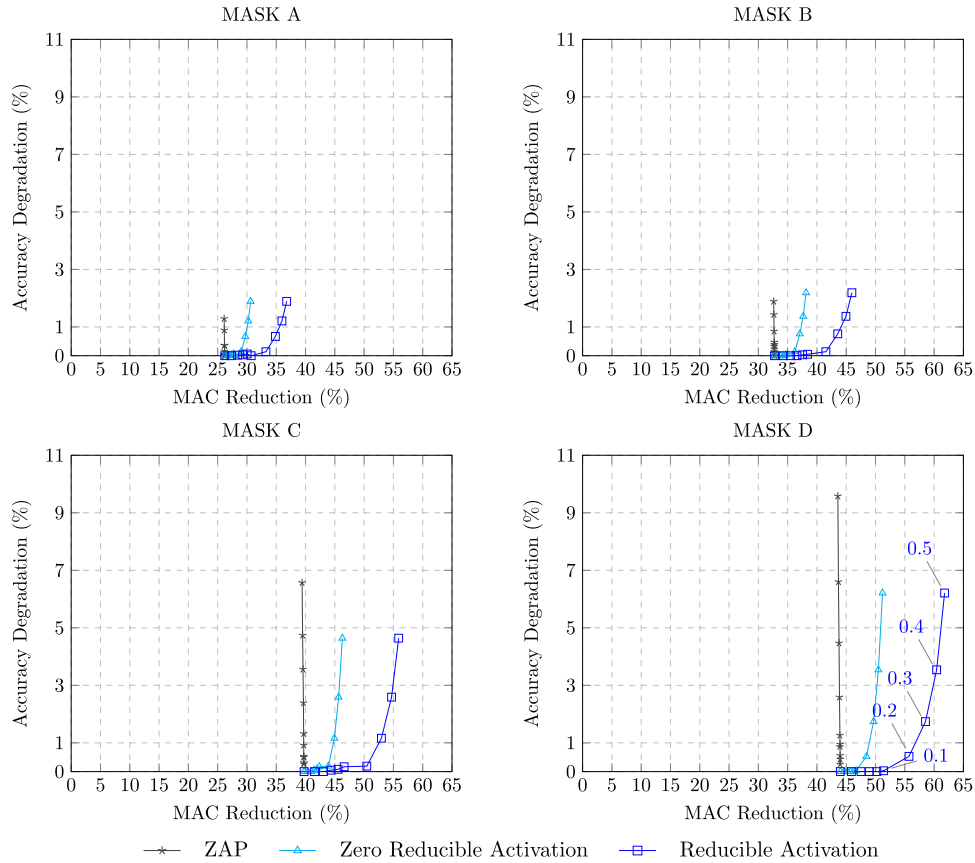 MASK A
Accuracy Degradation (%)
11
9
7
5
3
1
0
0 5 10 15 20 25 30 35 40 45 50 55 60 65
MAC Reduction (%)
MASK B
Accuracy Degradation (%)
11
9
7
5
3
1
0
0 5 10 15 20 25 30 35 40 45 50 55 60 65
MAC Reduction (%)
MASK C
Accuracy Degradation (%)
11
9
7
5
3
1
0
0 5 10 15 20 25 30 35 40 45 50 55 60 65
MAC Reduction (%)
MASK D
Accuracy Degradation (%)
11
9
7
5
3
1
0
0.5
0.4
0.3
0.2
0.1
0 5 10 15 20 25 30 35 40 45 50 55 60 65
MAC Reduction (%)
ZAP Zero Reducible Activation Reducible Activation